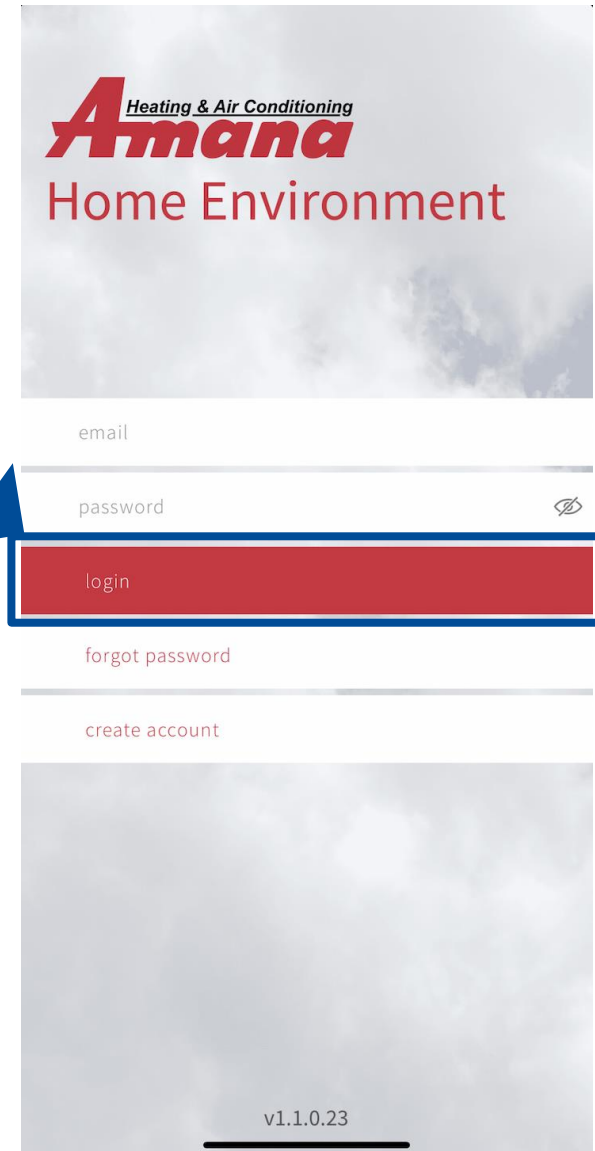 Heating & Air Conditioning
Amana
Home Environment
email
password
login
forgot password
create account
v1.1.0.23